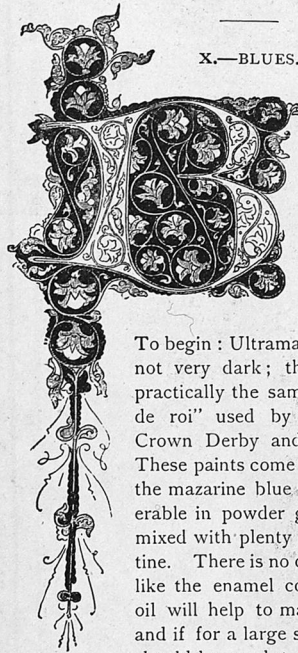 X.—BLUES.
B
To begin : Ultrama
not very dark ; th
practically the sam
de roi" used by
Crown Derby and
These paints come
the mazarine blue
erable in powder g
mixed with plenty
tine. There is no
like the enamel co
oil will help to ma
and if for a large s